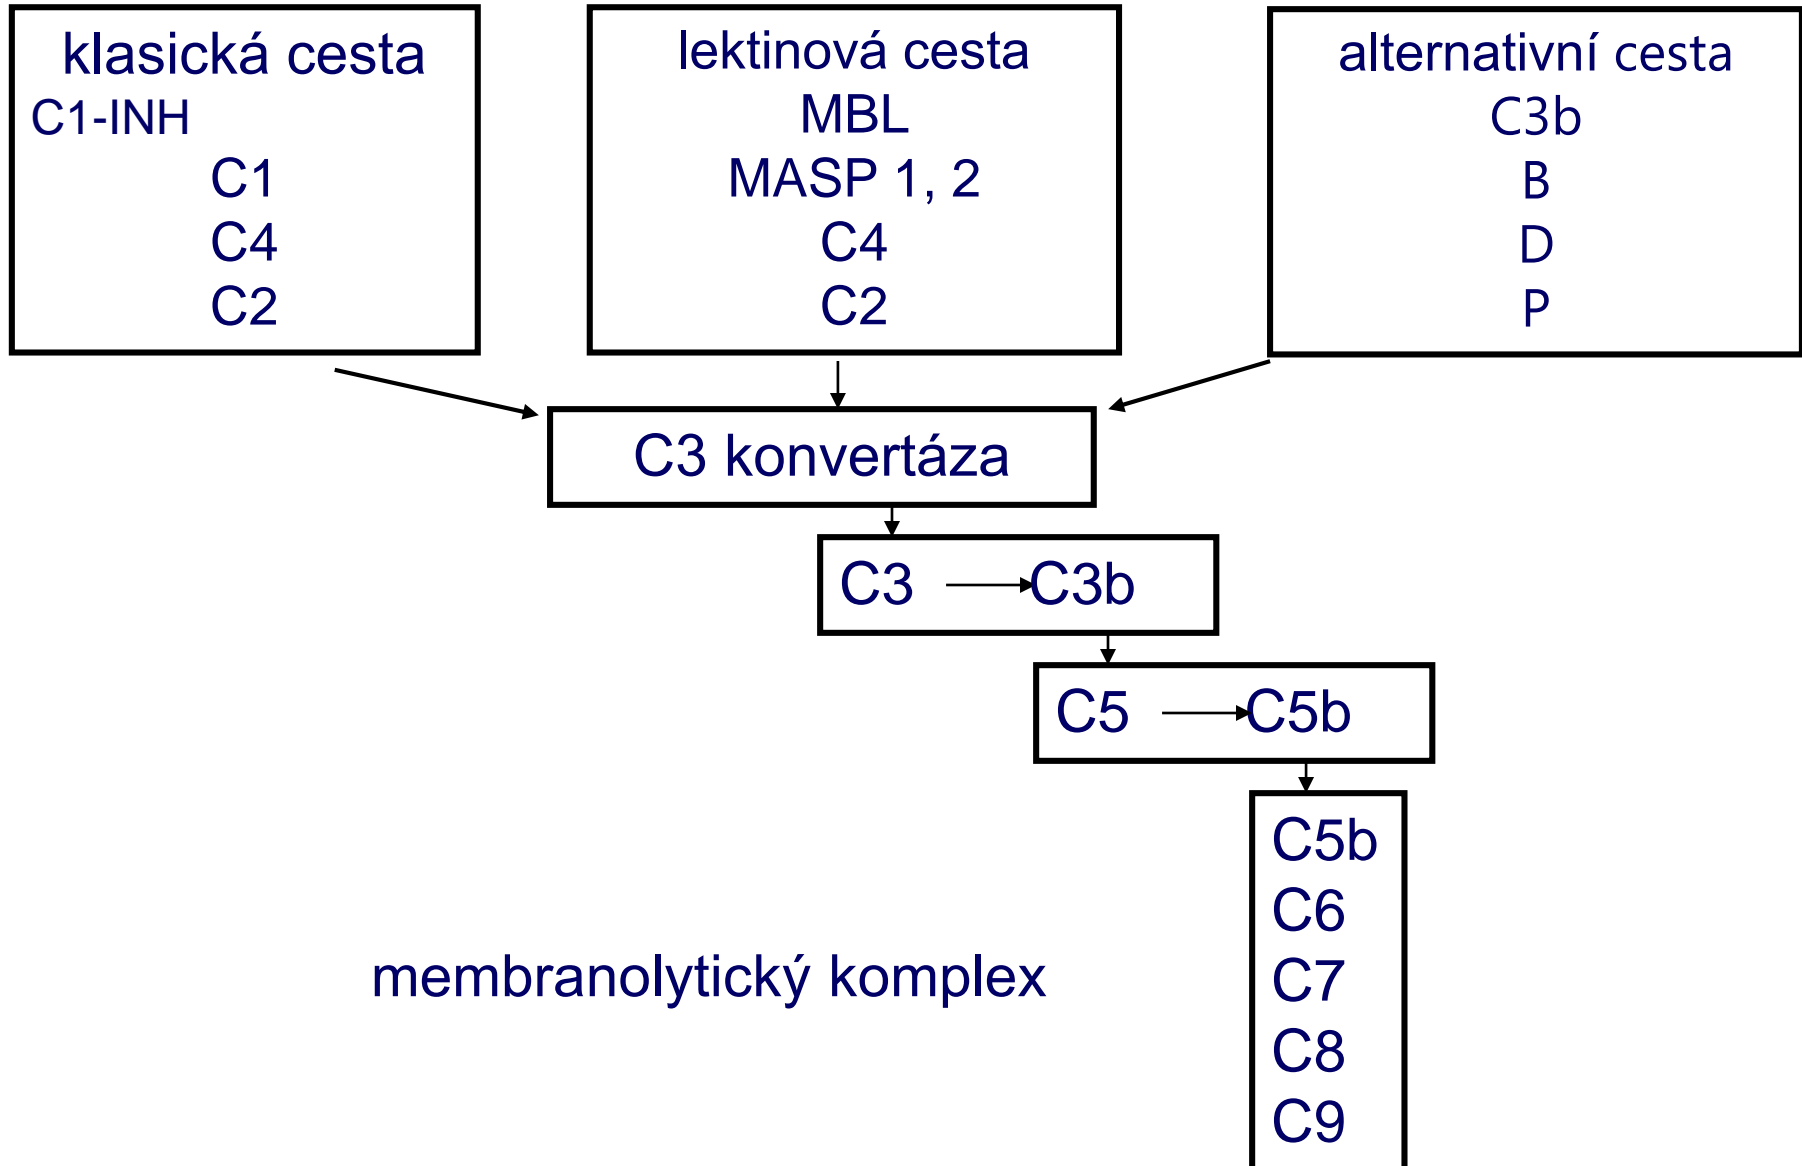 klasická cesta
C1-INH
C1
C4
C2
lektinová cesta
MBL
MASP 1, 2
C4
C2
alternativní cesta
C3b
B
D
P
C3 konvertáza
C3 C3b
C5 C5b
C5b
C6
C7
C8
C9
membranolytický komplex